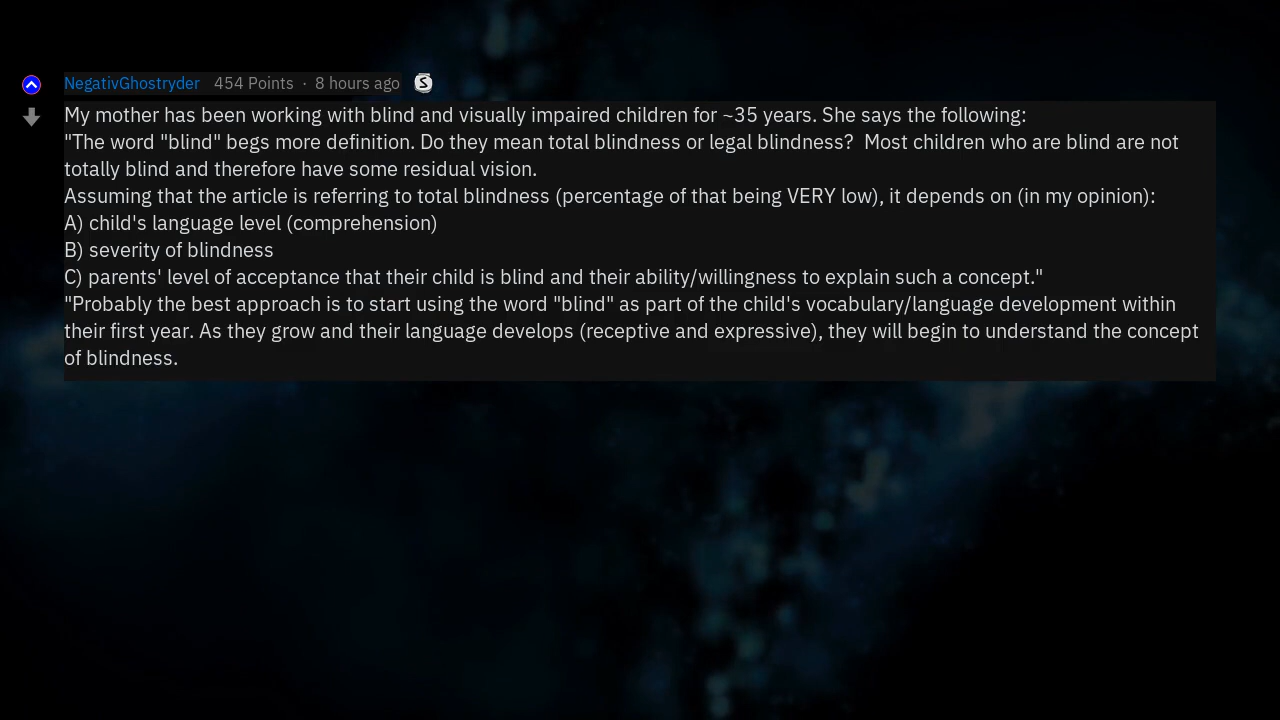 NegativGhostryder 454 Points · 8 hours ago S
My mother has been working with blind and visually impaired children for ~35 years. She says the following:
"The word "blind" begs more definition. Do they mean total blindness or legal blindness?  Most children who are blind are not
totally blind and therefore have some residual vision.
Assuming that the article is referring to total blindness (percentage of that being VERY low), it depends on (in my opinion):
A) child's language level (comprehension)
B) severity of blindness
C) parents' level of acceptance that their child is blind and their ability/willingness to explain such a concept."
"Probably the best approach is to start using the word "blind" as part of the child's vocabulary/language development within
their first year. As they grow and their language develops (receptive and expressive), they will begin to understand the concept
of blindness.